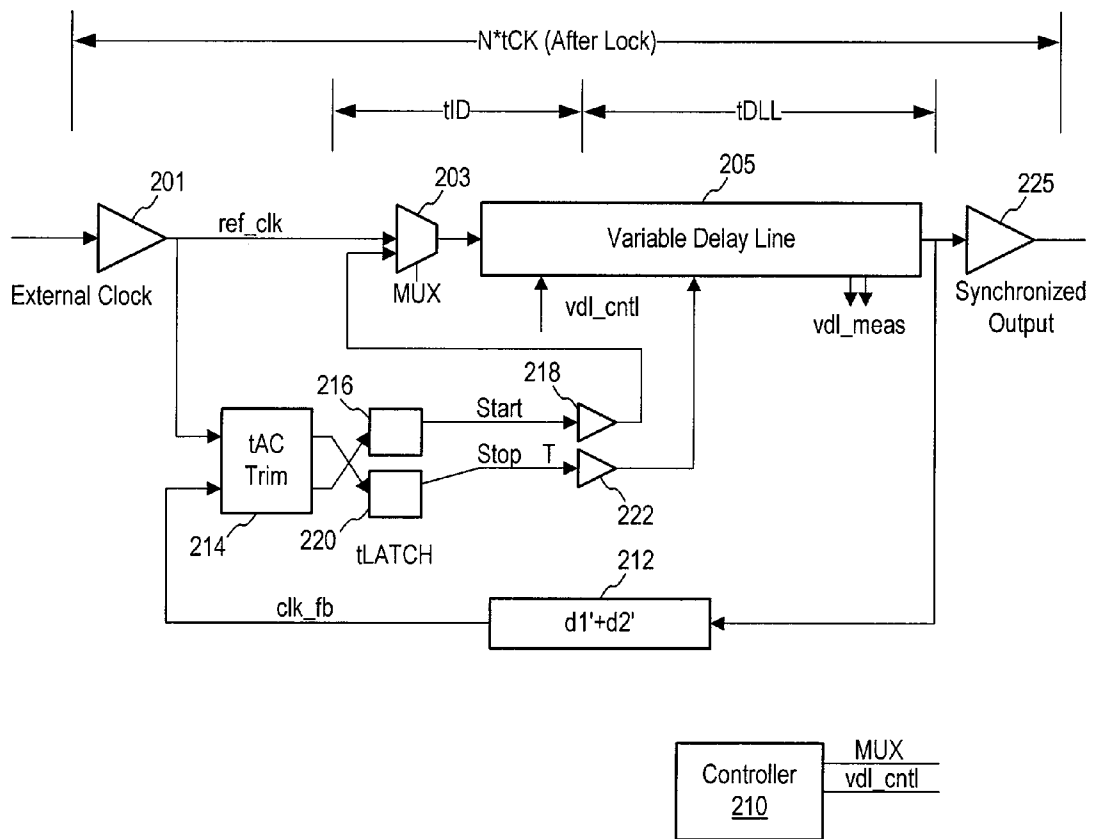 N*tCK (After Lock)
tID
tDLL
201
203
205
225
ref_clk
Variable Delay Line
External Clock
MUX
vdl_cntl
vdl_meas
Synchronized
Output
216
218
Start
tAC
Trim
Stop T
214
220
222
tLATCH
212
clk_fb
d1'+d2'
Controller
210
MUX
vdl_cntl